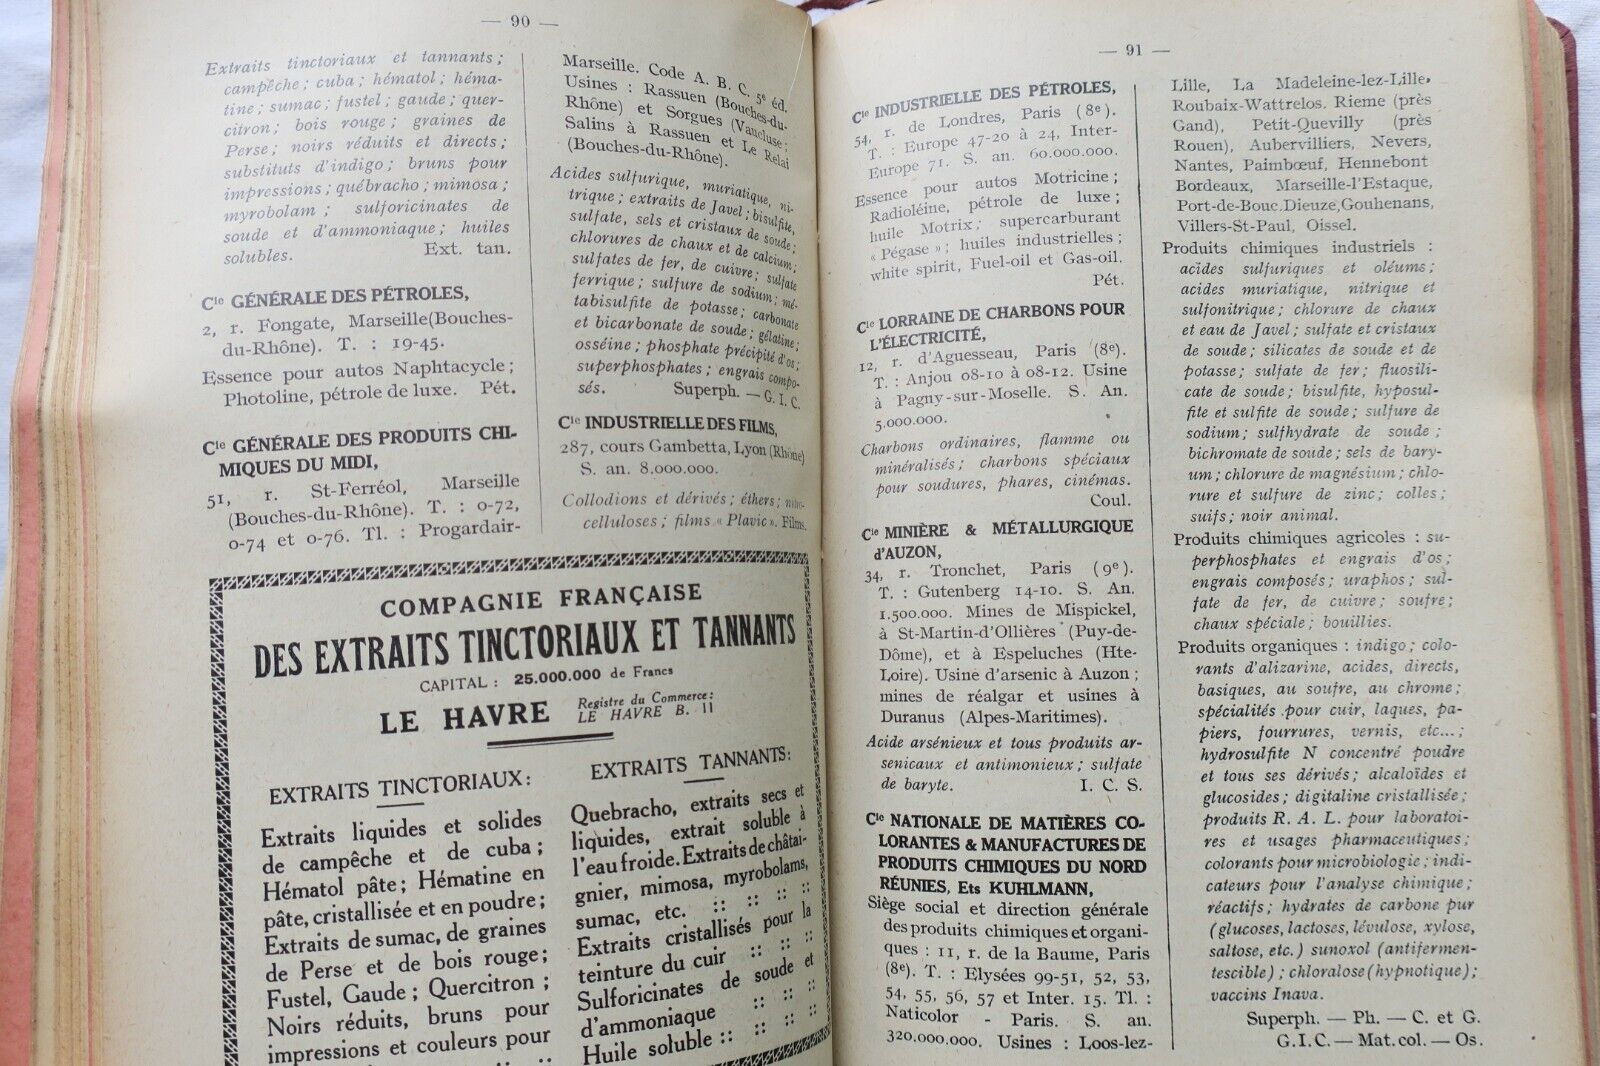 — 90 —
Extraits tinctoriaux et tannants;
campêche; cuba; hématol; héma-
tine; sumac; fustel; gaude; quer-
citron; bois rouge; graines de
Perse; noirs réduits et directs;
substituts d'indigo; bruns pour
impressions; québracho; mimosa;
myrobolam; sulforicinates de
soude et d'ammoniaque; huiles
solubles. Ext. tan.
Cie GÉNÉRALE DES PÉTROLES,
2, r. Fongate, Marseille(Bouches-
du-Rhône). T. : 19-45.
Essence pour autos Naphtacycle;
Photoline, pétrole de luxe. Pét.
Cie GÉNÉRALE DES PRODUITS CHI-
MIQUES DU MIDI,
51, r. St-Ferréol, Marseille
(Bouches-du-Rhône). T. : 0-72,
0-74 et 0-76. Tl. : Progardair-
Marseille. Code A. B. C. 5e éd.
Usines : Rassuen (Bouches-du-
Rhône) et Sorgues (Vaucluse;
Salins à Rassuen et Le Relai
(Bouches-du-Rhône).
Acides sulfurique, muriatique, ni-
trique; extraits de Javel; bisulfite,
sulfate, sels et cristaux de soude;
chlorures de chaux et de calcium;
sulfates de fer, de cuivre; sulfate
ferrique; sulfure de sodium; mé-
tabisulfite de potasse; carbonate
et bicarbonate de soude; gélatine;
osséine; phosphate précipité d'os;
superphosphates; engrais compo-
sés. Superph. — G. I. C.
Cie INDUSTRIELLE DES FILMS,
287, cours Gambetta, Lyon (Rhône)
S. an. 8.000.000.
Collodions et dérivés; éthers; nitro-
celluloses; films « Plavic ». Films.
COMPAGNIE FRANÇAISE
DES EXTRAITS TINCTORIAUX ET TANNANTS
CAPITAL : 25.000.000 de Francs
LE HAVRE Registre du Commerce:
LE HAVRE B. 11
EXTRAITS TINCTORIAUX:
Extraits liquides et solides
de campêche et de cuba;
Hématol pâte; Hématine en
pâte, cristallisée et en poudre;
Extraits de sumac, de graines
de Perse et de bois rouge;
Fustel, Gaude; Quercitron;
Noirs réduits, bruns pour
impressions et couleurs pour
EXTRAITS TANNANTS:
Quebracho, extraits secs et
liquides, extrait soluble à
l'eau froide. Extraits de châtai-
gnier, mimosa, myrobolams,
sumac, etc. :: :: :: ::
Extraits cristallisés pour la
teinture du cuir :: :: ::
Sulforicinates de soude et
d'ammoniaque :: :: ::
Huile soluble :: :: :: ::
— 91 —
Cie INDUSTRIELLE DES PÉTROLES,
54, r. de Londres, Paris (8e).
T. : Europe 47-20 à 24, Inter-
Europe 71. S. an. 60.000.000.
Essence pour autos Motricine;
Radioléine, pétrole de luxe;
huile Motrix; supercarburant
« Pégase »; huiles industrielles;
white spirit, Fuel-oil et Gas-oil.
Pét.
Cie LORRAINE DE CHARBONS POUR
L'ÉLECTRICITÉ,
12, r. d'Aguesseau, Paris (8e).
T. : Anjou 08-10 à 08-12. Usine
à Pagny-sur-Moselle. S. An.
5.000.000.
Charbons ordinaires, flamme ou
minéralisés; charbons spéciaux
pour soudures, phares, cinémas.
Coul.
Cie MINIÈRE & MÉTALLURGIQUE
d'AUZON,
34, r. Tronchet, Paris (9e).
T. : Gutenberg 14-10. S. An.
1.500.000. Mines de Mispickel,
à St-Martin-d'Ollières (Puy-de-
Dôme), et à Espeluches (Hte-
Loire). Usine d'arsenic à Auzon;
mines de réalgar et usines à
Duranus (Alpes-Maritimes).
Acide arsénieux et tous produits ar-
senicaux et antimonieux; sulfate
de baryte. I. C. S.
Cie NATIONALE DE MATIÈRES CO-
LORANTES & MANUFACTURES DE
PRODUITS CHIMIQUES DU NORD
RÉUNIES, Ets KUHLMANN,
Siège social et direction générale
des produits chimiques et organi-
ques : 11, r. de la Baume, Paris
(8e). T. : Elysées 99-51, 52, 53,
54, 55, 56, 57 et Inter. 15. Tl. :
Naticolor - Paris. S. an.
320.000.000. Usines : Loos-lez-
Lille, La Madeleine-lez-Lille,
Roubaix-Wattrelos. Rieme (près
Gand), Petit-Quevilly (près
Rouen), Aubervilliers, Nevers,
Nantes, Paimbœuf, Hennebont
Bordeaux, Marseille-l'Estaque,
Port-de-Bouc.Dieuze,Gouhenans,
Villers-St-Paul, Oissel.
Produits chimiques industriels :
acides sulfuriques et oléums;
acides muriatique, nitrique et
sulfonitrique; chlorure de chaux
et eau de Javel; sulfate et cristaux
de soude; silicates de soude et de
potasse; sulfate de fer; fluosili-
cate de soude; bisulfite, hyposul-
fite et sulfite de soude; sulfure de
sodium; sulfhydrate de soude;
bichromate de soude; sels de bary-
um; chlorure de magnésium; chlo-
rure et sulfure de zinc; colles;
suifs; noir animal.
Produits chimiques agricoles : su-
perphosphates et engrais d'os;
engrais composés; uraphos; sul-
fate de fer, de cuivre; soufre;
chaux spéciale; bouillies.
Produits organiques : indigo; colo-
rants d'alizarine, acides, directs,
basiques, au soufre, au chrome;
spécialités pour cuir, laques, pa-
piers, fourrures, vernis, etc...;
hydrosulfite N concentré poudre
et tous ses dérivés; alcaloïdes et
glucosides; digitaline cristallisée;
produits R. A. L. pour laboratoi-
res et usages pharmaceutiques;
colorants pour microbiologie; indi-
cateurs pour l'analyse chimique;
réactifs; hydrates de carbone pur
(glucoses, lactoses, lévulose, xylose,
saltose, etc.) sunoxol (antifermen-
tescible); chloralose (hypnotique);
vaccins Inava.
Superph. — Ph. — C. et G.
G.I.C. — Mat. col. — Os.